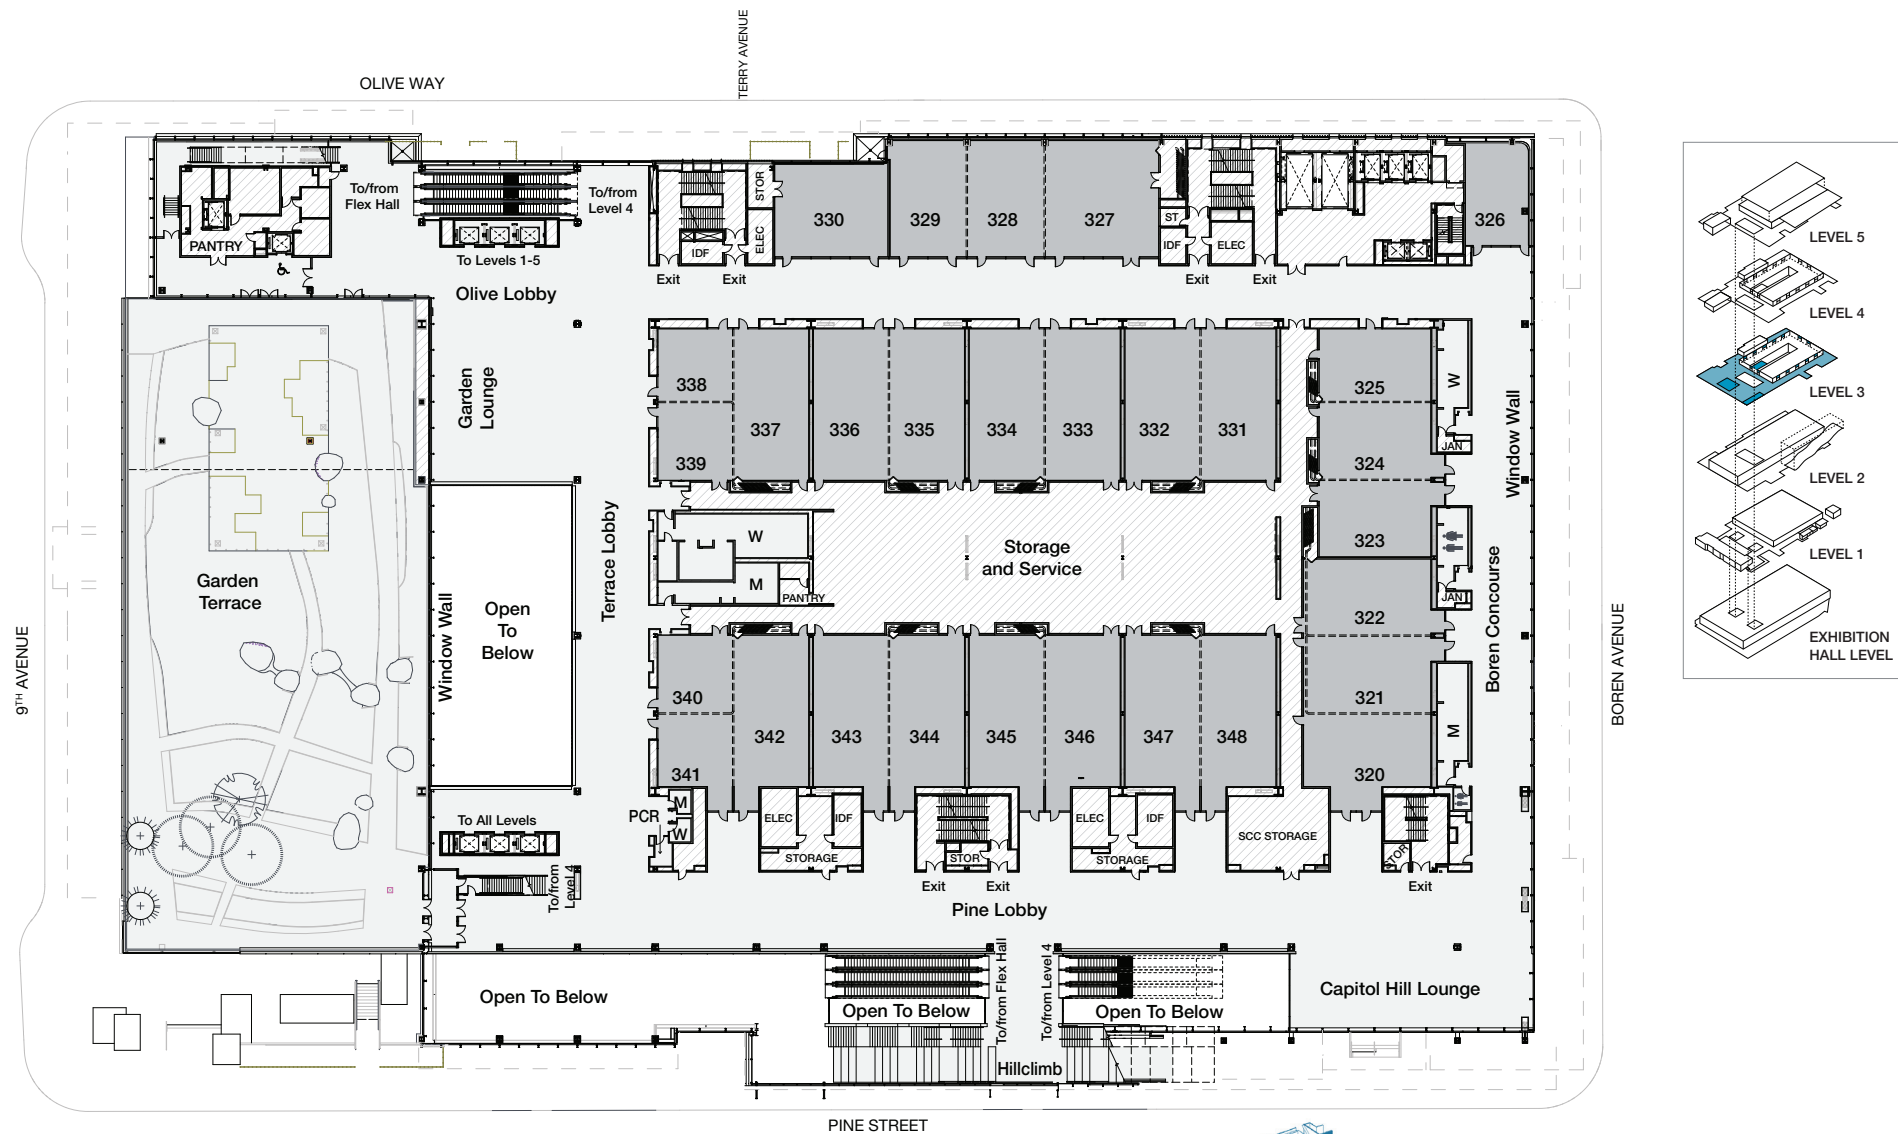 OLIVE WAY
TERRY AVENUE
To/from
Flex Hall
To/from
Level 4
PANTRY
To Levels 1-5
Olive Lobby
STOR
ELEC
IDF
Exit
Exit
330
329
328
327
ST
IDF
ELEC
Exit
Exit
326
Garden
Lounge
338
339
337
336
335
334
333
332
331
325
324
323
W
JAN
Window Wall
Terrace Lobby
W
M
PANTRY
Storage
and Service
Garden
Terrace
Window Wall
Open
To
Below
322
321
320
JAN
M
Boren Concourse
9TH AVENUE
BOREN AVENUE
340
341
342
343
344
345
346
347
348
To All Levels
PCR
M
W
ELEC
IDF
STORAGE
STOR
ELEC
IDF
STORAGE
SCC STORAGE
STOR
Exit
Exit
Exit
To/from
Level 4
Pine Lobby
Open To Below
Open To Below
To/from Flex Hall
To/from Level 4
Open To Below
Capitol Hill Lounge
Hillclimb
PINE STREET
LEVEL 5
LEVEL 4
LEVEL 3
LEVEL 2
LEVEL 1
EXHIBITION
HALL LEVEL